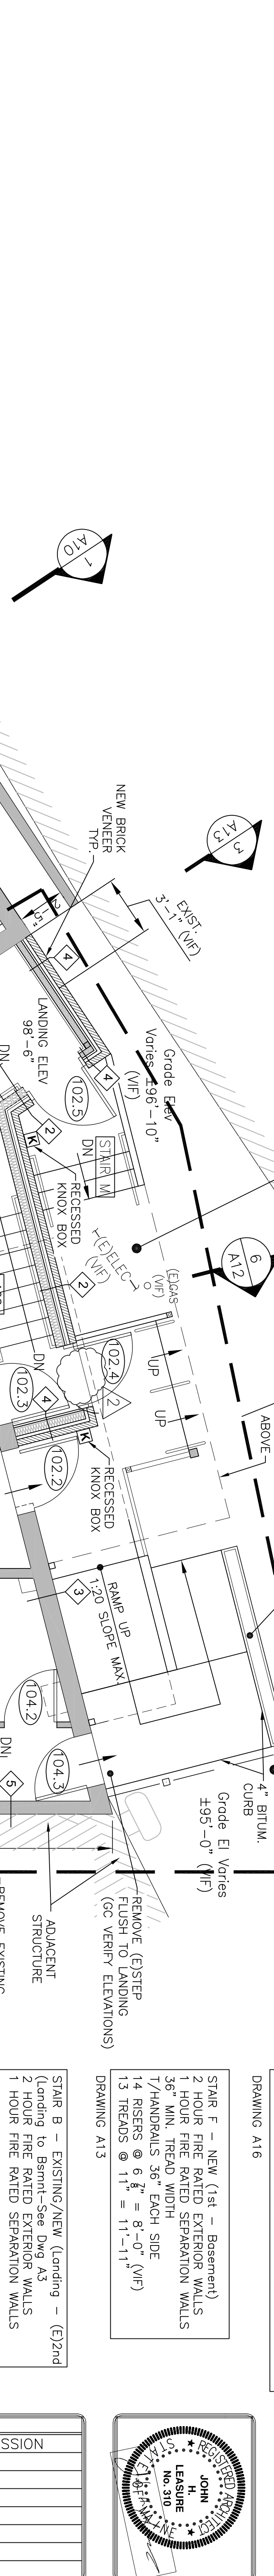 1
A10
3
A13
NEW BRICK
VENEER
TYP.
EXIST.
3'-1" (VIF)
4
LANDING ELEV
98'-6"
DN
102.5
4
Grade Elev
Varies ±96'-10"
(VIF)
STAIR M
DN
2
K
RECESSED
KNOX BOX
(E)ELEC
(VIF)
(E)GAS
(VIF)
6
A12
2
DN
102.4
2
UP
UP
ABOVE
102.3
4
102.2
K
RECESSED
KNOX BOX
RAMP UP
1:20 SLOPE MAX.
3
104.2
DN
104.3
5
4" BITUM.
CURB
Grade El Varies
±95'-0" (VIF)
REMOVE (E)STEP
FLUSH TO LANDING
(GC VERIFY ELEVATIONS)
ADJACENT
STRUCTURE
REMOVE EXISTING
DRAWING A16
STAIR F - NEW (1st - Basement)
2 HOUR FIRE RATED EXTERIOR WALLS
1 HOUR FIRE RATED SEPARATION WALLS
36" MIN. TREAD WIDTH
T/HANDRAILS 36" EACH SIDE
14 RISERS @ 6 7/8" = 8'-0" (VIF)
13 TREADS @ 11" = 11'-11"
DRAWING A13
STAIR B - EXISTING/NEW (Landing - (E)2nd
(Landing to Bsmnt-See Dwg A3
2 HOUR FIRE RATED EXTERIOR WALLS
1 HOUR FIRE RATED SEPARATION WALLS
REGISTERED ARCHITECT
JOHN
H.
LEASURE
No. 310
STATE OF MAINE
SSION